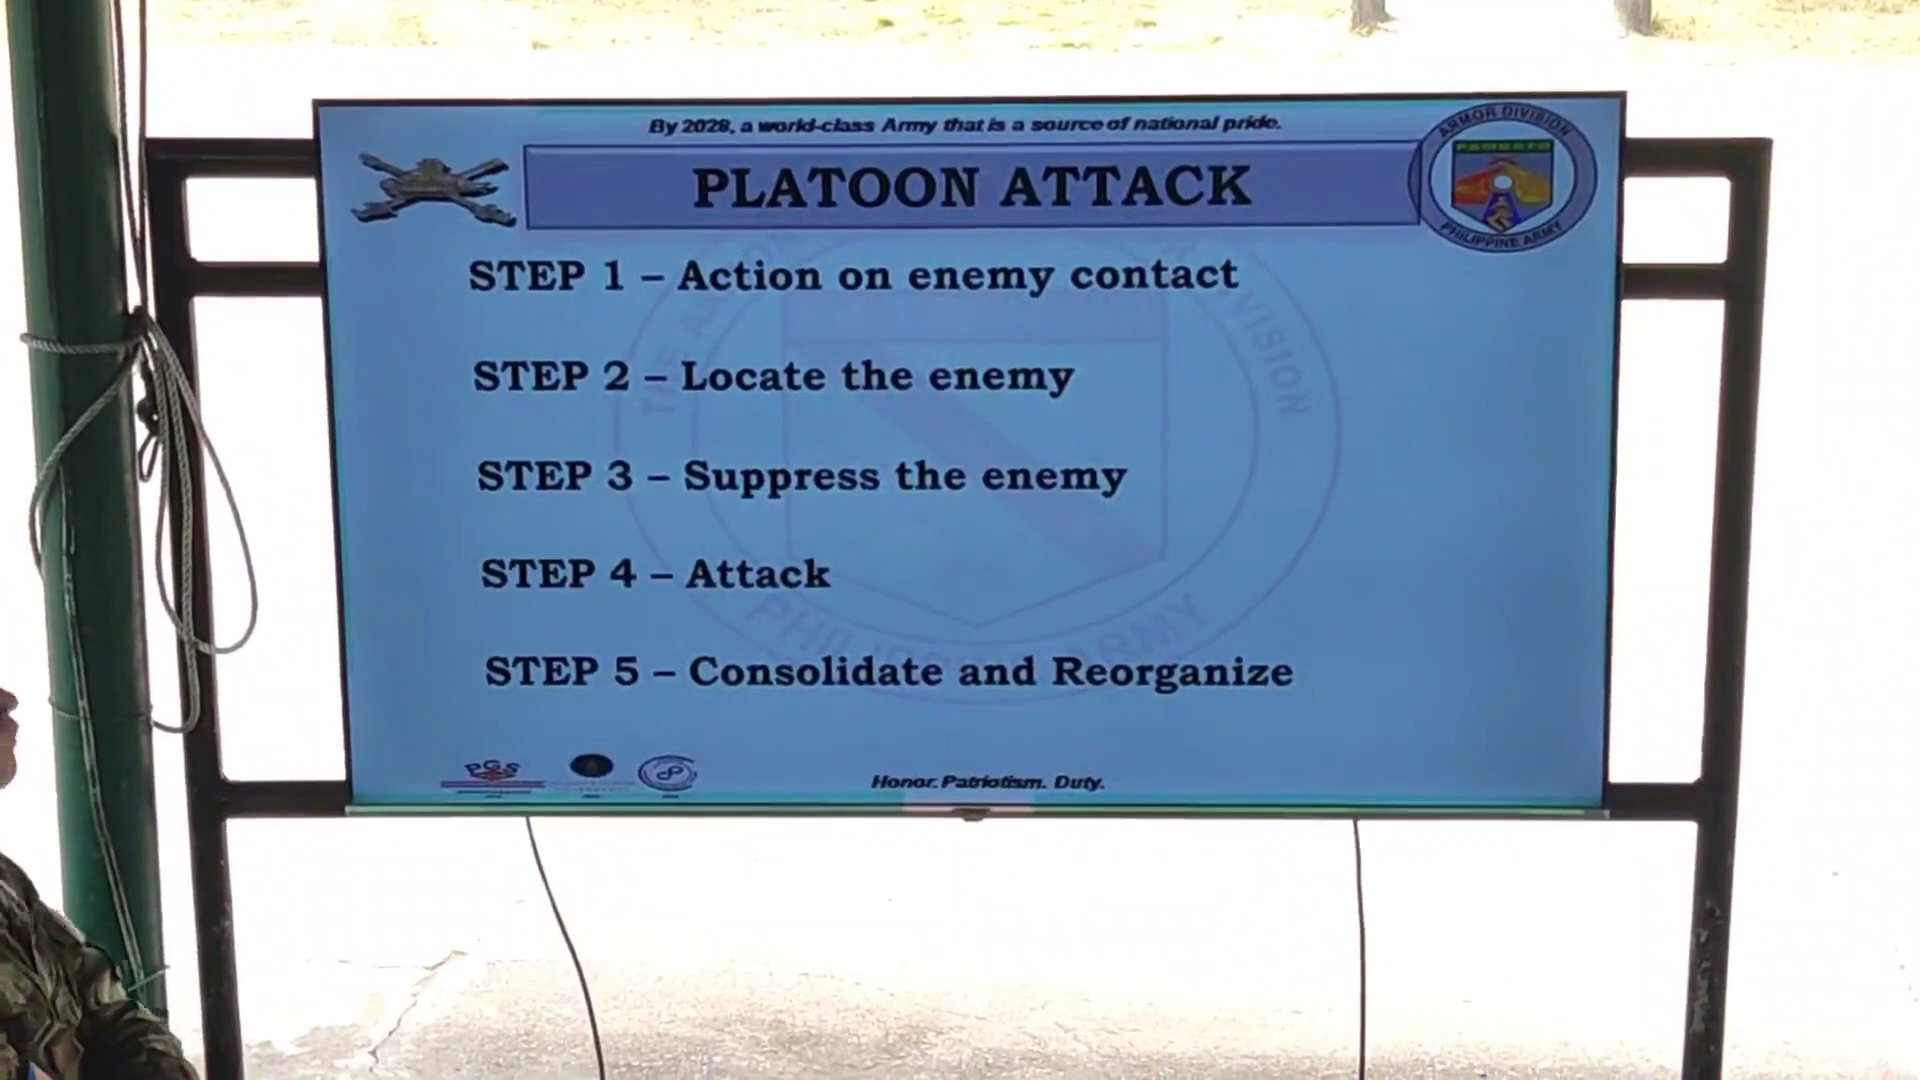 By 2028, a world-class Army that is a source of national pride.
PLATOON ATTACK
ARMOR DIVISION
PAMBATO
PHILIPPINE ARMY
STEP 1 – Action on enemy contact
STEP 2 – Locate the enemy
STEP 3 – Suppress the enemy
STEP 4 – Attack
STEP 5 – Consolidate and Reorganize
PGS
Honor. Patriotism. Duty.